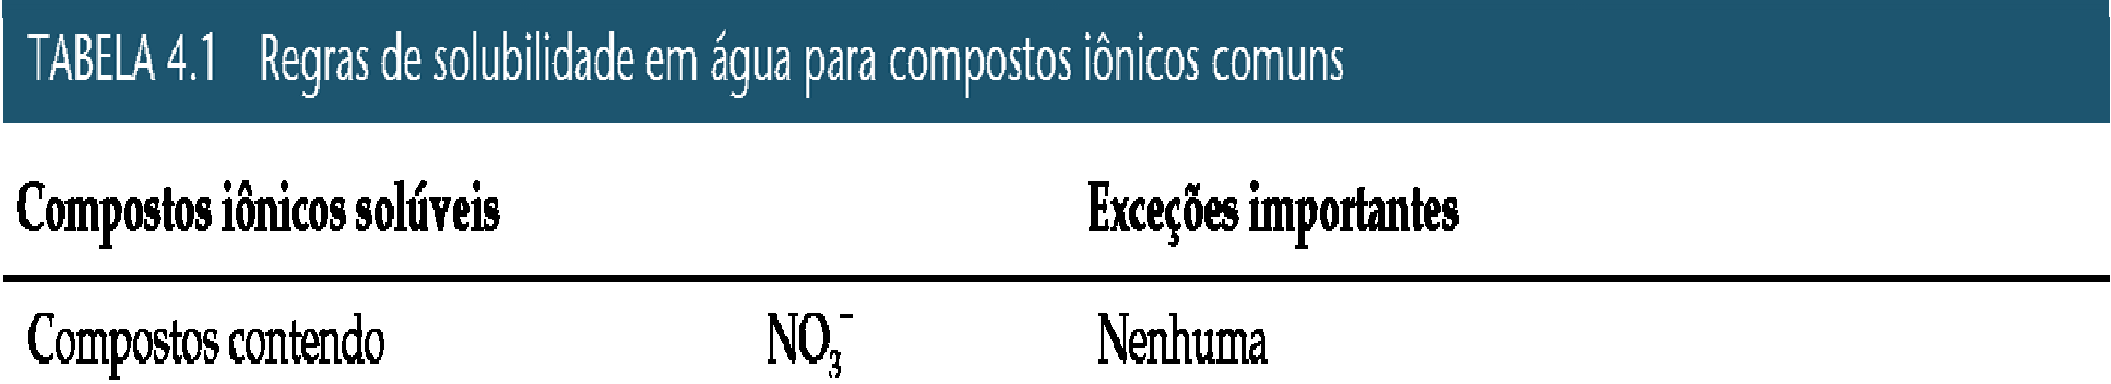 TABELA 4.1 Regras de solubilidade em água para compostos iônicos comuns
Compostos iônicos solúveis Exceções importantes
Compostos contendo NO₃⁻ Nenhuma